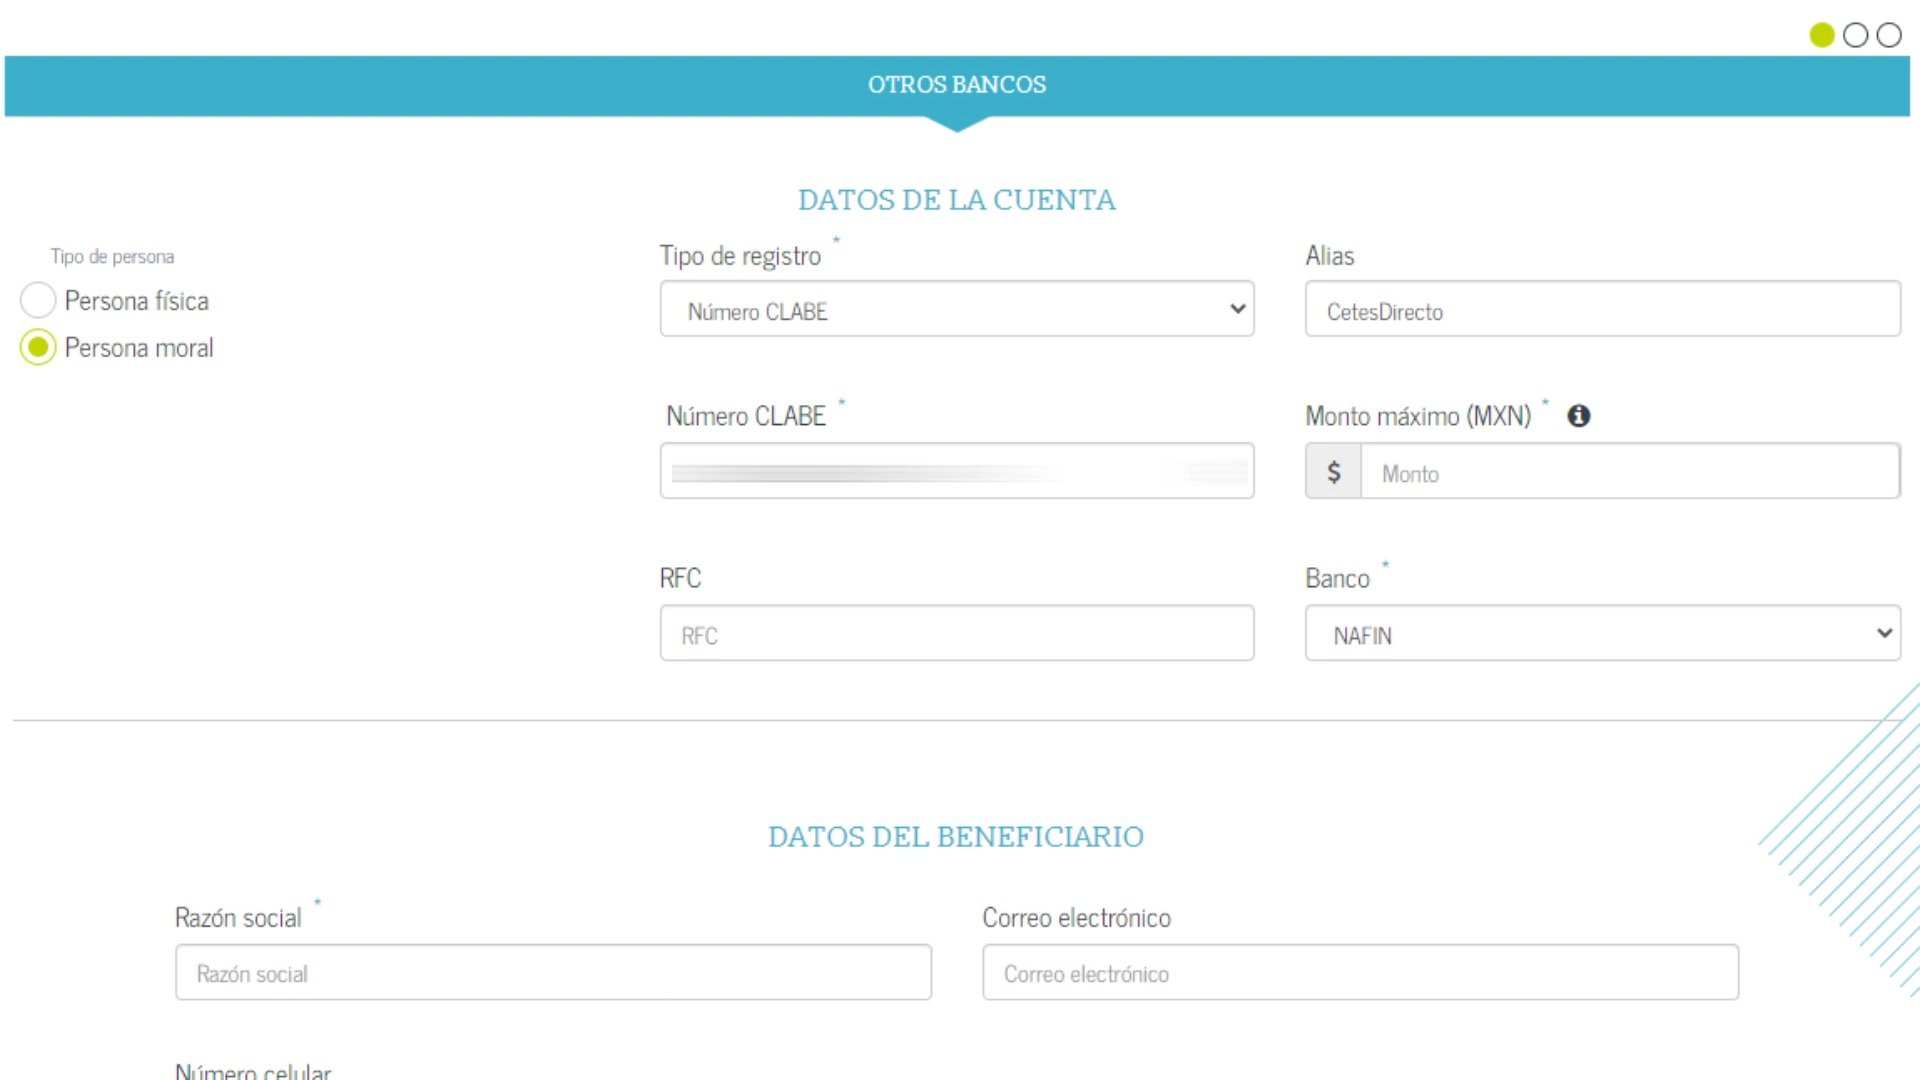 OTROS BANCOS
DATOS DE LA CUENTA
Tipo de persona
Persona física
Persona moral
Tipo de registro *
Número CLABE
Alias
CetesDirecto
Número CLABE *
Monto máximo (MXN) *
$ Monto
RFC
RFC
Banco *
NAFIN
DATOS DEL BENEFICIARIO
Razón social *
Razón social
Correo electrónico
Correo electrónico
Número celular